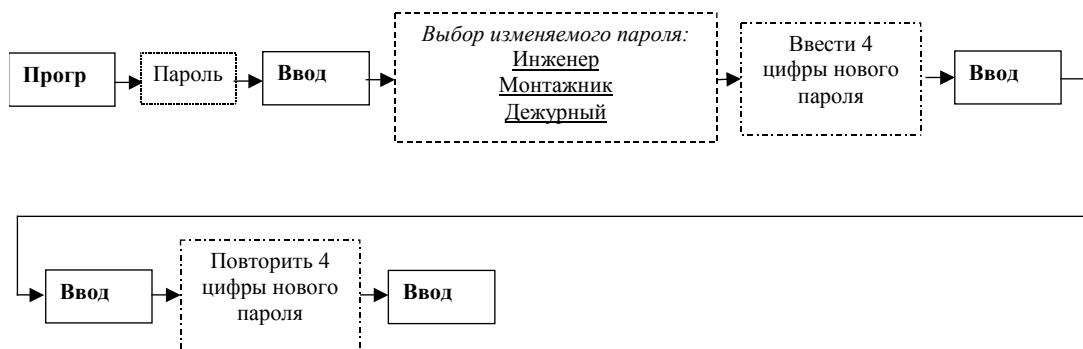 Прогр
Пароль
Ввод
Выбор изменяемого пароля:
Инженер
Монтажник
Дежурный
Ввести 4
цифры нового
пароля
Ввод
Ввод
Повторить 4
цифры нового
пароля
Ввод